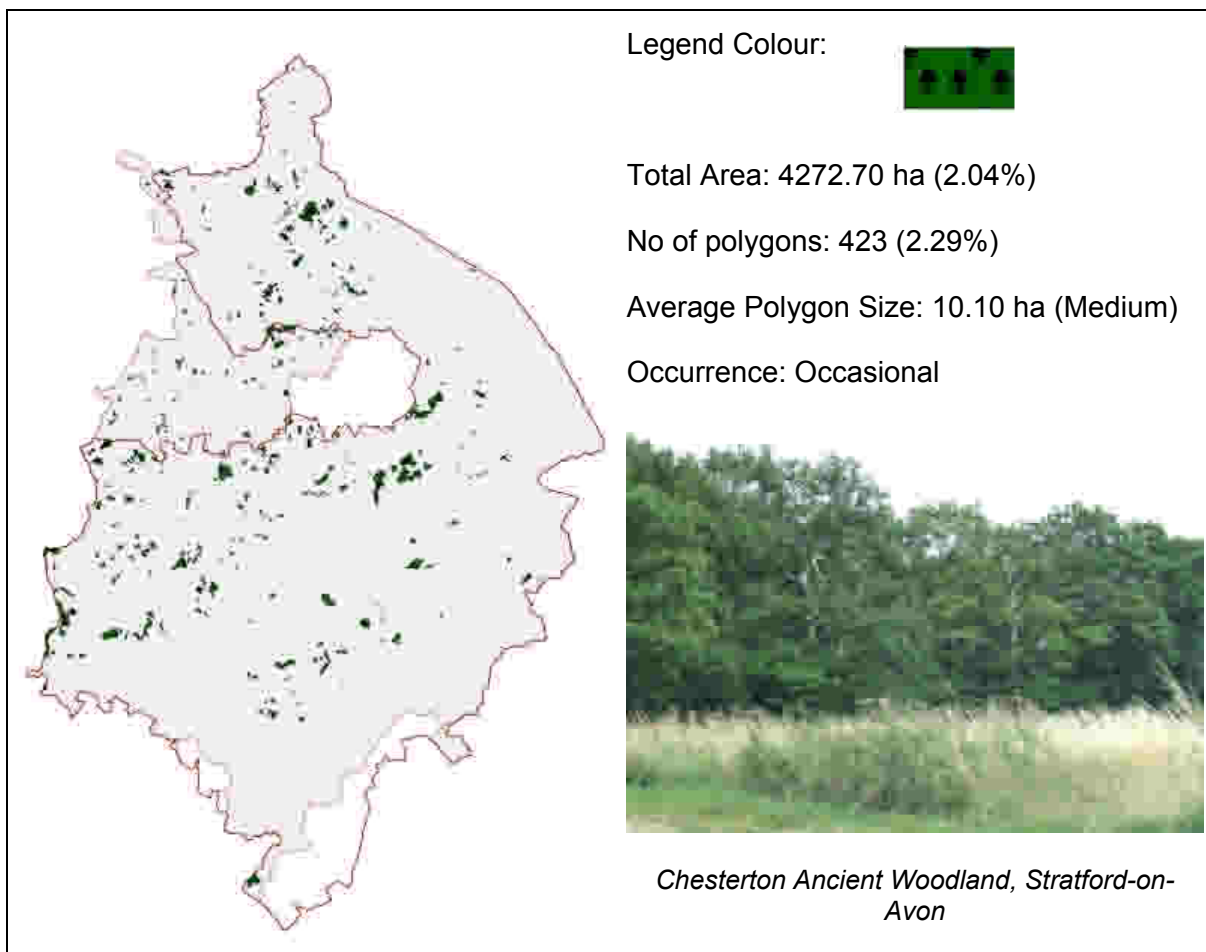 Legend Colour:
Total Area: 4272.70 ha (2.04%)
No of polygons: 423 (2.29%)
Average Polygon Size: 10.10 ha (Medium)
Occurrence: Occasional
Chesterton Ancient Woodland, Stratford-on-
Avon